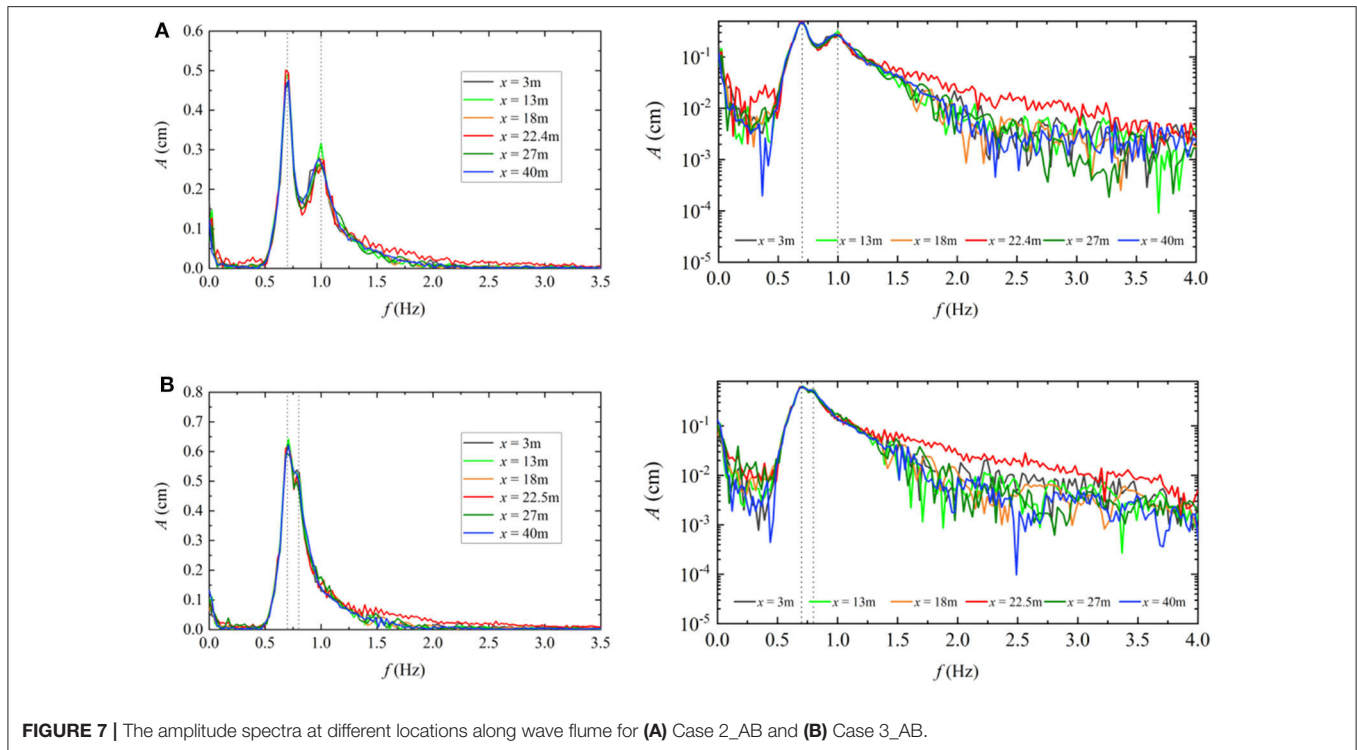 A
A (cm)
0.6
0.5
0.4
0.3
0.2
0.1
0.0
x = 3m
x = 13m
x = 18m
x = 22.4m
x = 27m
x = 40m
0.0 0.5 1.0 1.5 2.0 2.5 3.0 3.5
f (Hz)
A (cm)
10-1
10-2
10-3
10-4
10-5
x = 3m x = 13m x = 18m x = 22.4m x = 27m x = 40m
0.0 0.5 1.0 1.5 2.0 2.5 3.0 3.5 4.0
f (Hz)
B
A (cm)
0.8
0.7
0.6
0.5
0.4
0.3
0.2
0.1
0.0
x = 3m
x = 13m
x = 18m
x = 22.5m
x = 27m
x = 40m
0.0 0.5 1.0 1.5 2.0 2.5 3.0 3.5
f (Hz)
A (cm)
10-1
10-2
10-3
10-4
10-5
x = 3m x = 13m x = 18m x = 22.5m x = 27m x = 40m
0.0 0.5 1.0 1.5 2.0 2.5 3.0 3.5 4.0
f (Hz)
FIGURE 7 | The amplitude spectra at different locations along wave flume for (A) Case 2_AB and (B) Case 3_AB.